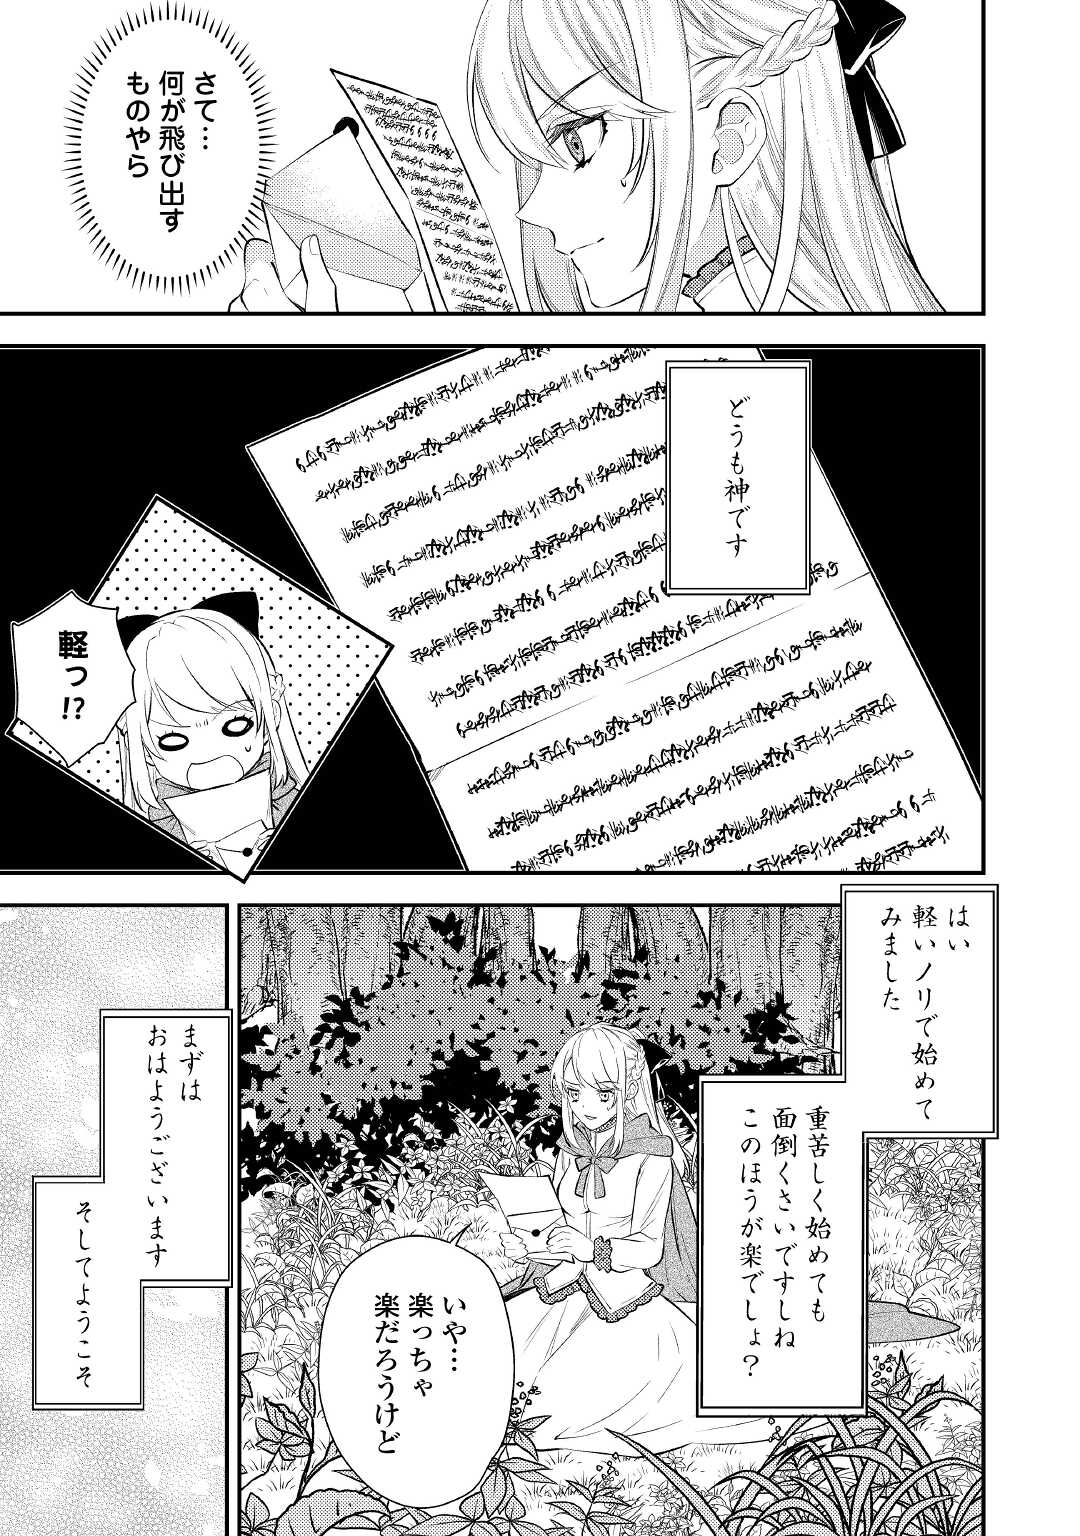 さて…
何が飛び出す
ものやら
どうも神です
軽っ!?
はい
軽いノリで始めて
みました
重苦しく始めても
面倒くさいですしね
このほうが楽でしょ？
いや…
楽っちゃ
楽だろうけど
まずは
おはようございます
そしてようこそ